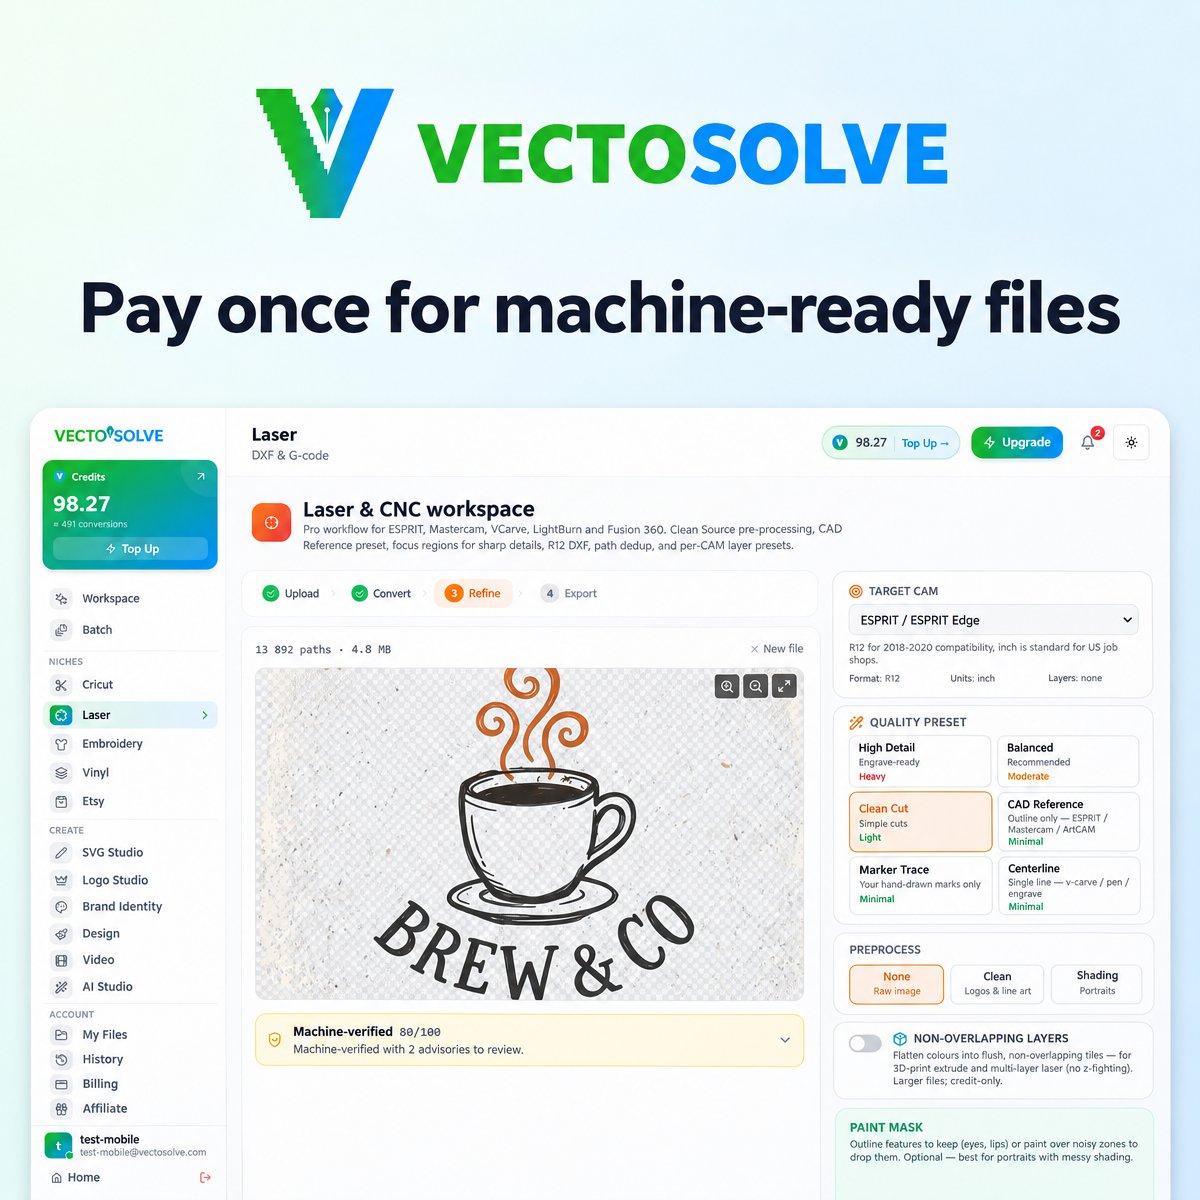 VECTOSOLVE
Pay once for machine-ready files
VECTOSOLVE
Credits
98.27
≈ 491 conversions
Top Up
Workspace
Batch
NICHES
Cricut
Laser
Embroidery
Vinyl
Etsy
CREATE
SVG Studio
Logo Studio
Brand Identity
Design
Video
AI Studio
ACCOUNT
My Files
History
Billing
Affiliate
t
test-mobile
test-mobile@vectosolve.com
Home
Laser
DXF & G-code
98.27
Top Up →
Upgrade
2
Laser & CNC workspace
Pro workflow for ESPRIT, Mastercam, VCarve, LightBurn and Fusion 360. Clean Source pre-processing, CAD
Reference preset, focus regions for sharp details, R12 DXF, path dedup, and per-CAM layer presets.
Upload
Convert
3 Refine
4 Export
13 892 paths · 4.8 MB
× New file
BREW & CO
Machine-verified 80/100
Machine-verified with 2 advisories to review.
TARGET CAM
ESPRIT / ESPRIT Edge
R12 for 2018-2020 compatibility, inch is standard for US job
shops.
Format: R12
Units: inch
Layers: none
QUALITY PRESET
High Detail
Engrave-ready
Heavy
Balanced
Recommended
Moderate
Clean Cut
Simple cuts
Light
CAD Reference
Outline only — ESPRIT /
Mastercam / ArtCAM
Minimal
Marker Trace
Your hand-drawn marks only
Minimal
Centerline
Single line — v-carve / pen /
engrave
Minimal
PREPROCESS
None
Raw image
Clean
Logos & line art
Shading
Portraits
NON-OVERLAPPING LAYERS
Flatten colours into flush, non-overlapping tiles — for
3D-print extrude and multi-layer laser (no z-fighting).
Larger files; credit-only.
PAINT MASK
Outline features to keep (eyes, lips) or paint over noisy zones to
drop them. Optional — best for portraits with messy shading.